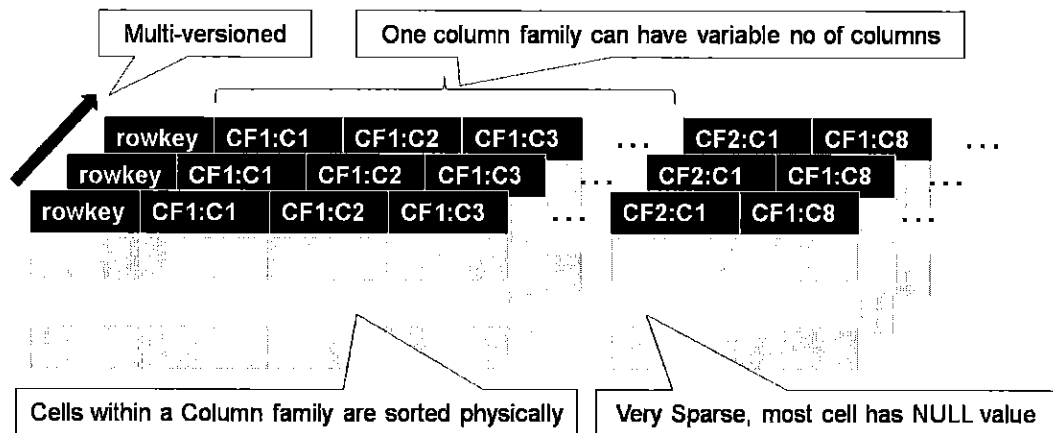 Multi-versioned
One column family can have variable no of columns
rowkey CF1:C1 CF1:C2 CF1:C3 ... CF2:C1 CF1:C8 ...
rowkey CF1:C1 CF1:C2 CF1:C3 ... CF2:C1 CF1:C8 ...
rowkey CF1:C1 CF1:C2 CF1:C3 ... CF2:C1 CF1:C8 ...
Cells within a Column family are sorted physically
Very Sparse, most cell has NULL value